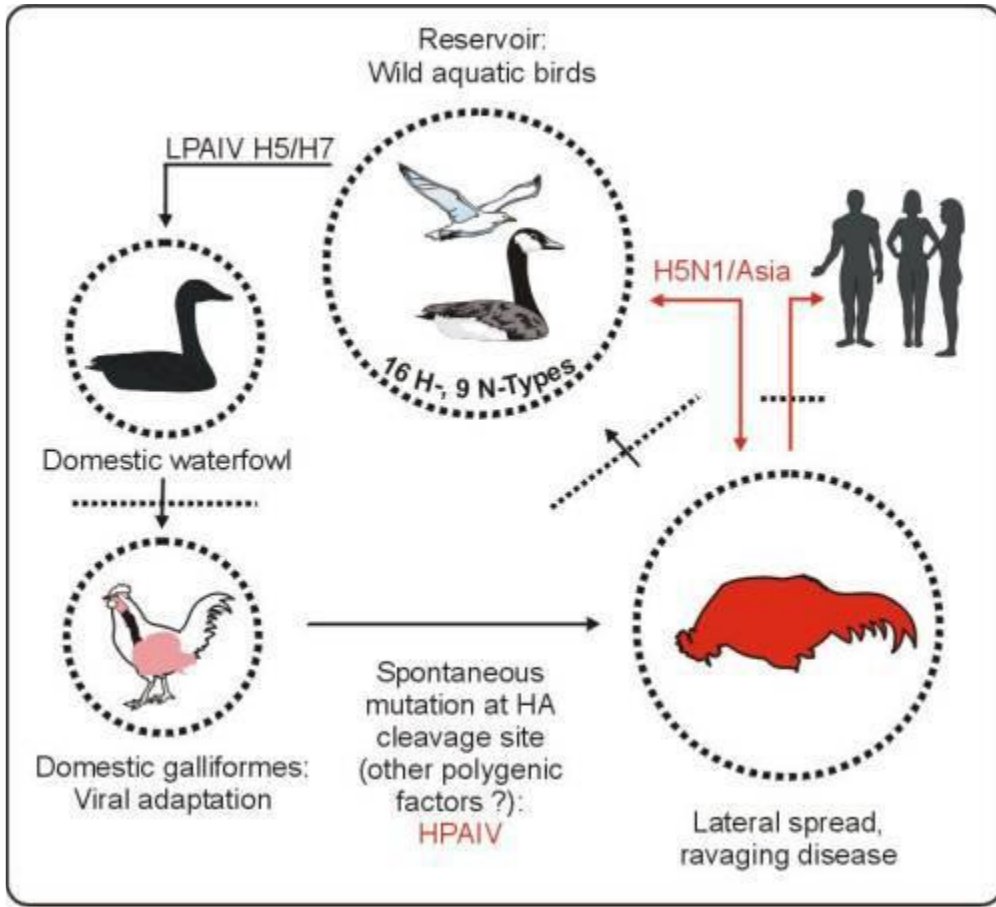 Reservoir:
Wild aquatic birds
LPAIV H5/H7
H5N1/Asia
16 H-, 9 N-Types
Domestic waterfowl
Domestic galliformes:
Viral adaptation
Spontaneous
mutation at HA
cleavage site
(other polygenic
factors ?):
HPAIV
Lateral spread,
ravaging disease